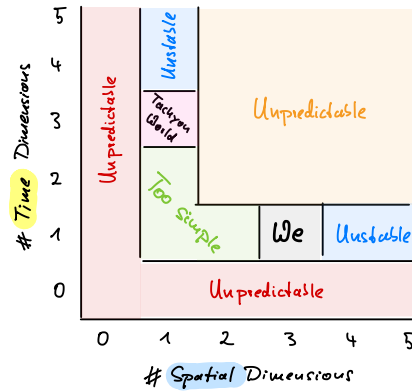 5
4
3
2
1
0
# Time Dimensions
Unpredictable
Unstable
Tachyon
World
Too simple
Unpredictable
We
Unstable
Unpredictable
0 1 2 3 4 5
# Spatial Dimensions